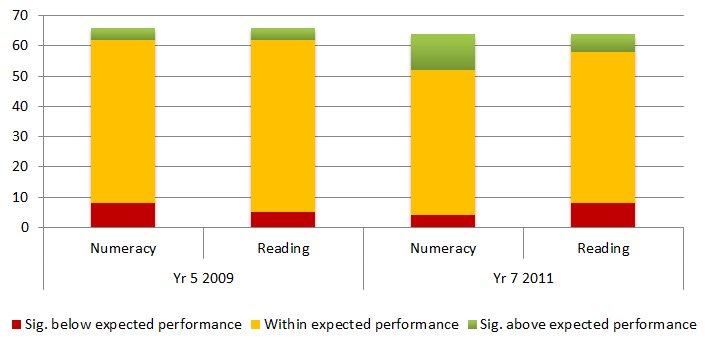 70
60
50
40
30
20
10
0
Numeracy Reading Numeracy Reading
Yr 5 2009 Yr 7 2011
Sig. below expected performance Within expected performance Sig. above expected performance